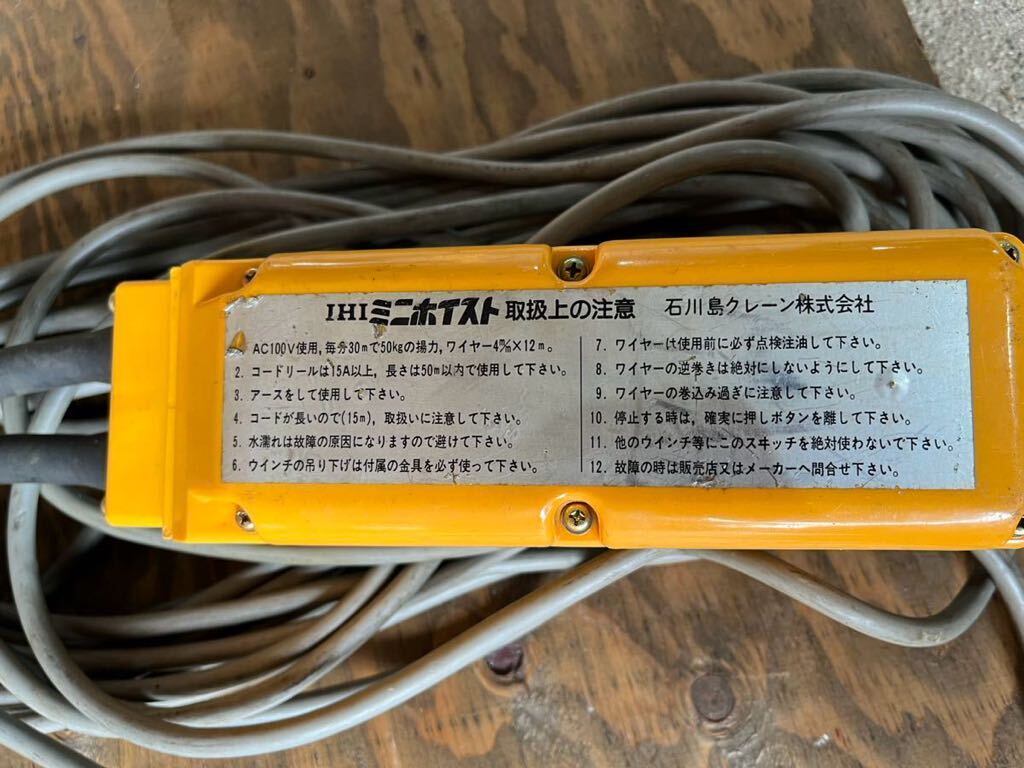 IHIミニホイスト 取扱上の注意 石川島クレーン株式会社
AC100V使用,毎分30mで50kgの揚力,ワイヤー4㎜×12m。
2. コードリールは15A以上,長さは50m以内で使用して下さい。
3. アースをして使用して下さい。
4. コードが長いので(15m),取扱いに注意して下さい。
5. 水濡れは故障の原因になりますので避けて下さい。
6. ウインチの吊り下げは付属の金具を必ず使って下さい。
7. ワイヤーは使用前に必ず点検注油して下さい。
8. ワイヤーの逆巻きは絶対にしないようにして下さい。
9. ワイヤーの巻込み過ぎに注意して下さい。
10. 停止する時は,確実に押しボタンを離して下さい。
11. 他のウインチ等にこのスヰッチを絶対使わないで下さい。
12. 故障の時は販売店又はメーカーへ問合せ下さい。